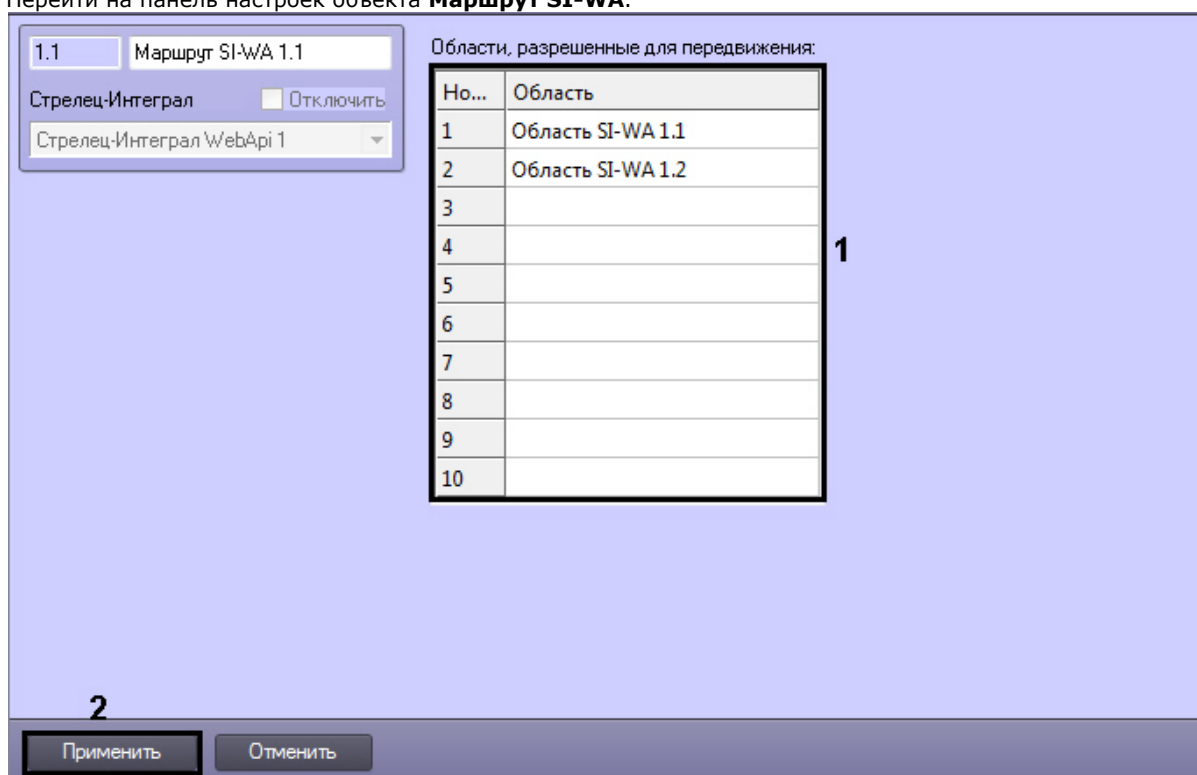 Перейти на панель настроек объекта Маршрут SI-WA.
1.1 Маршрут SI-WA 1.1
Стрелец-Интеграл Отключить
Стрелец-Интеграл WebApi 1
Области, разрешенные для передвижения:
Но... Область
1 Область SI-WA 1.1
2 Область SI-WA 1.2
3
4
5
6
7
8
9
10
1
2
Применить Отменить